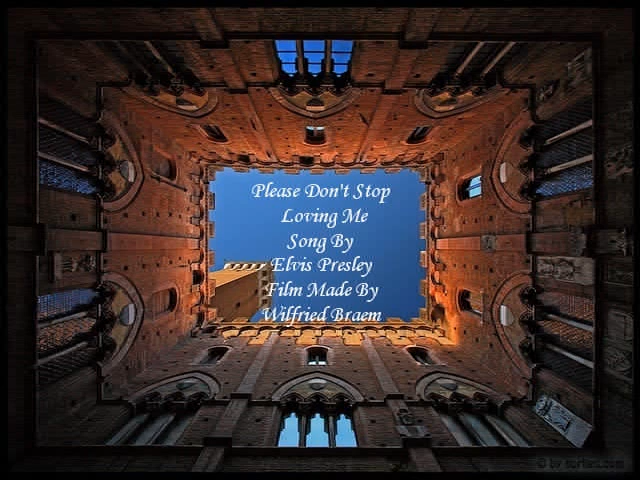 Please Don't Stop
Loving Me
Song By
Elvis Presley
Film Made By
Wilfried Braem